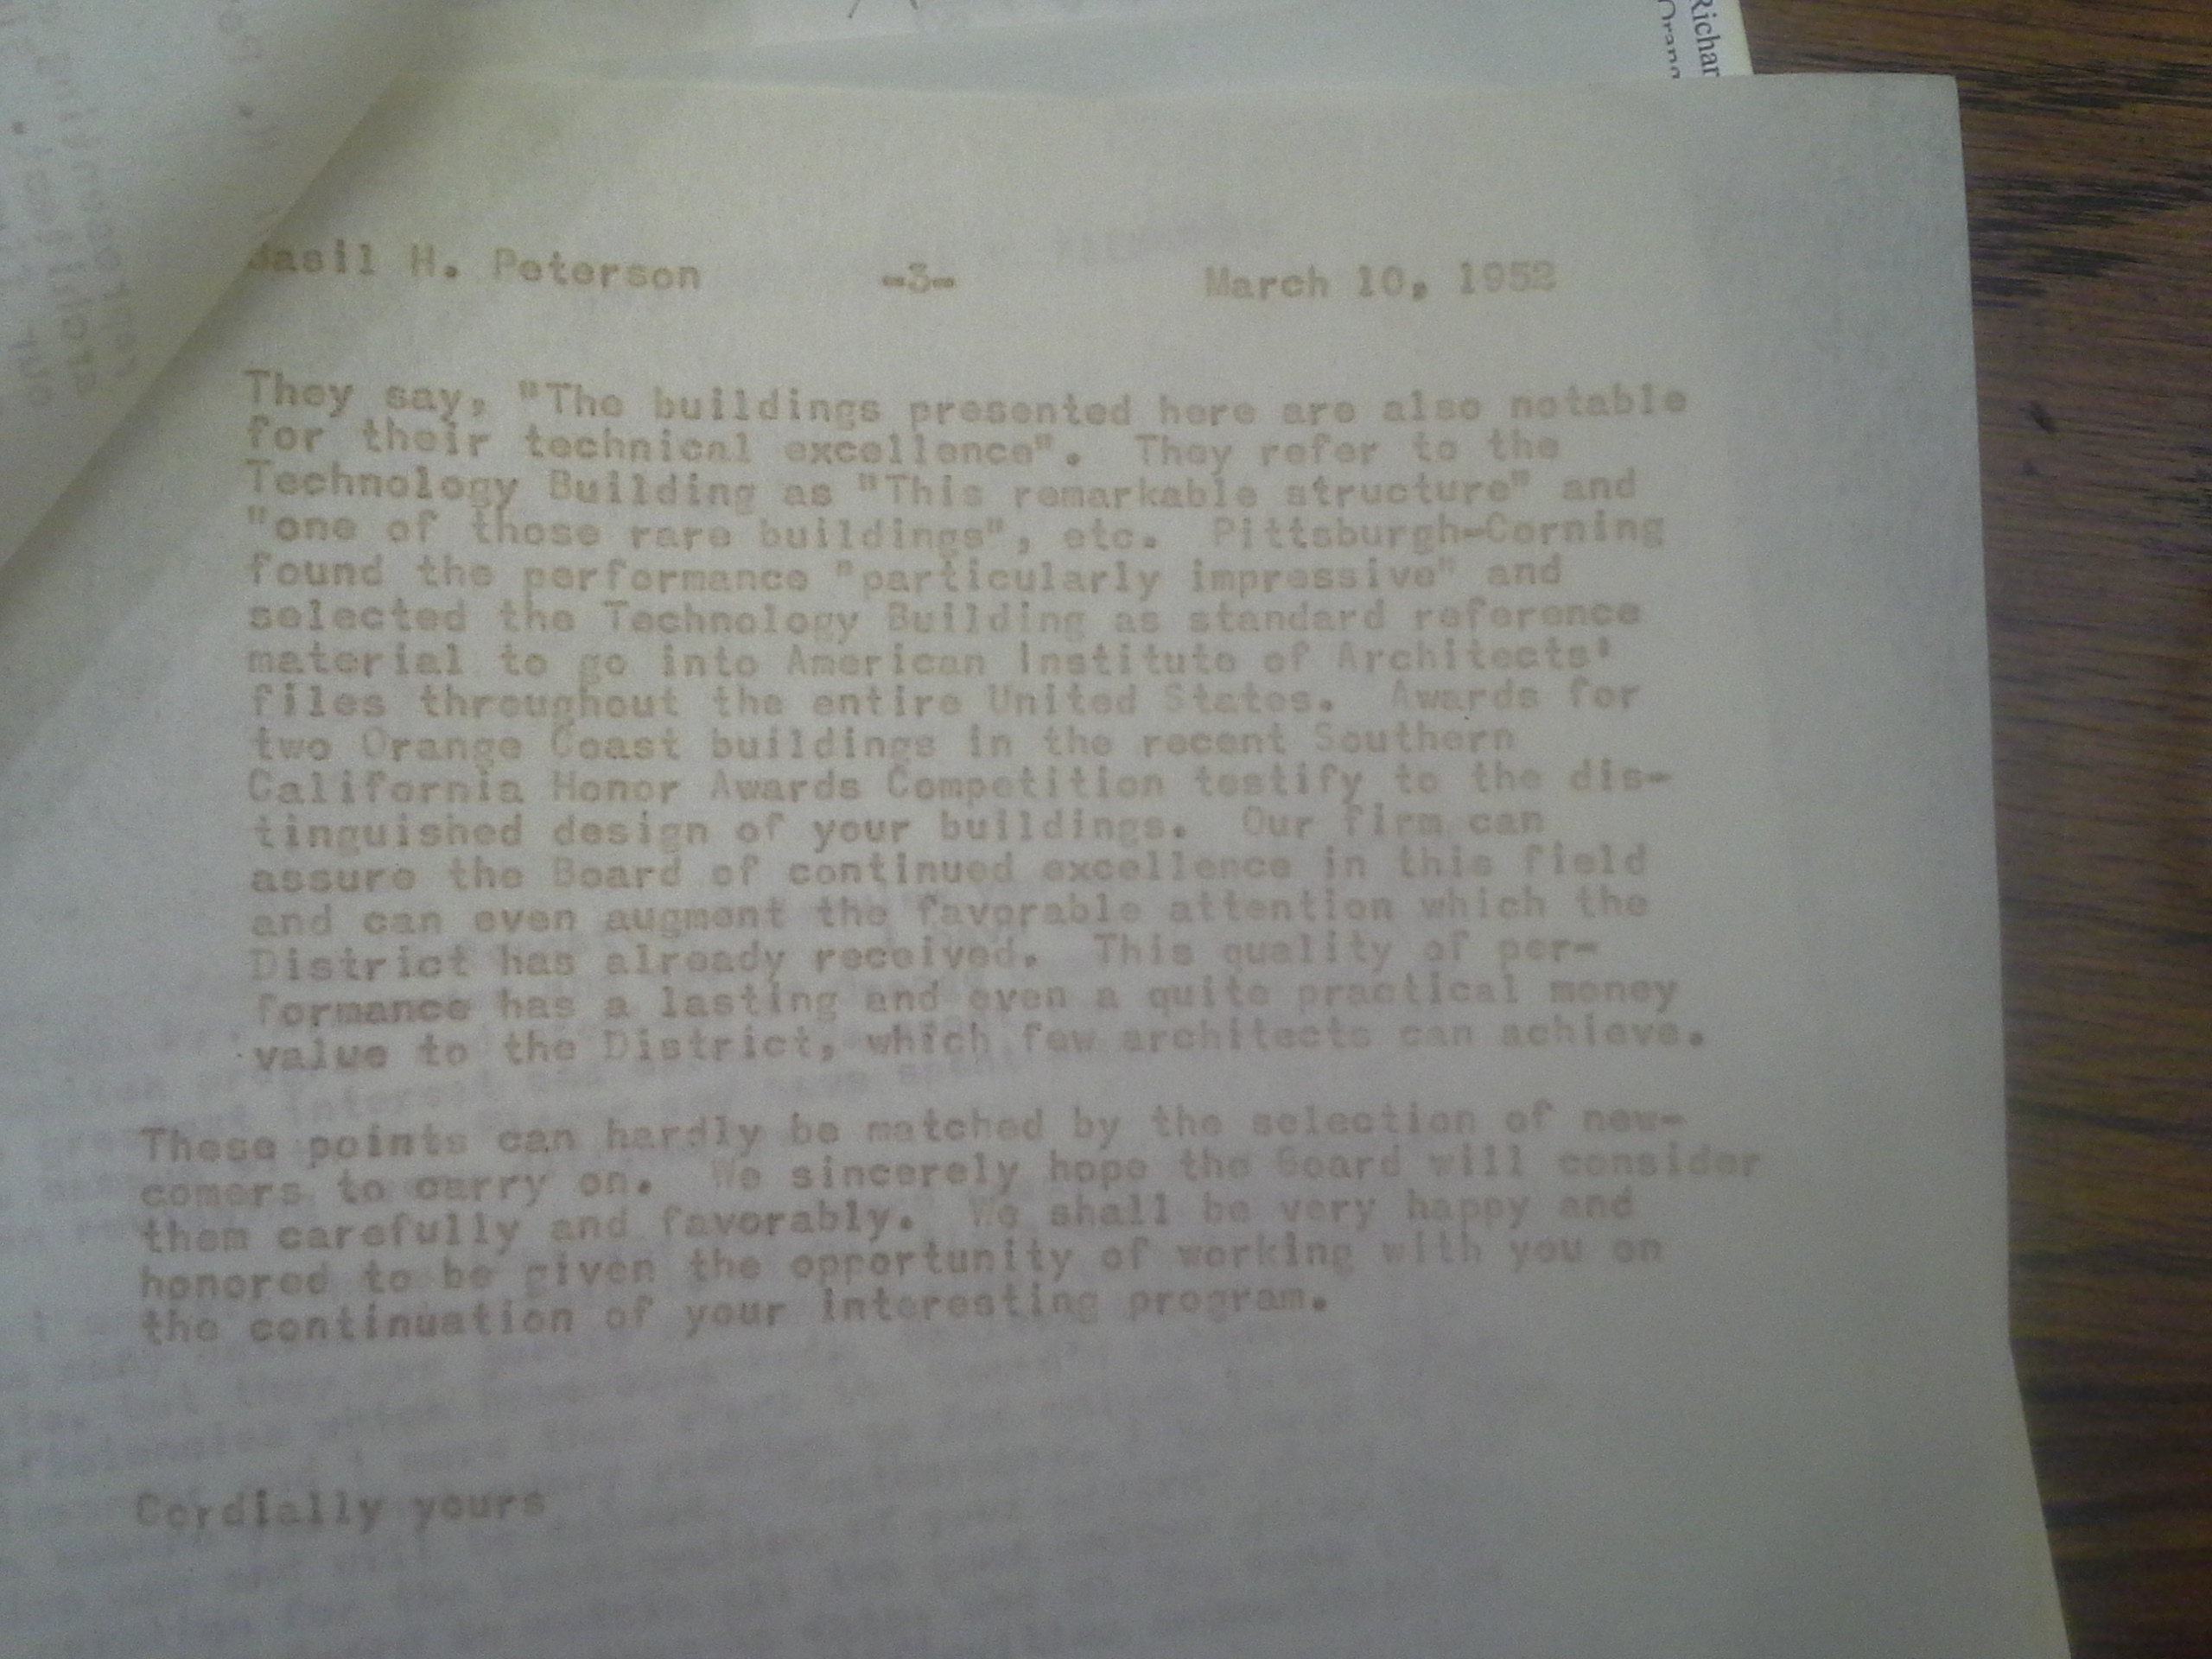 Richar
Basil H. Peterson -3- March 10, 1952
They say, "The buildings presented here are also notable
for their technical excellence". They refer to the
Technology Building as "This remarkable structure" and
"one of those rare buildings", etc. Pittsburgh-Corning
found the performance "particularly impressive" and
selected the Technology Building as standard reference
material to go into American Institute of Architects'
files throughout the entire United States. Awards for
two Orange Coast buildings in the recent Southern
California Honor Awards Competition testify to the dis-
tinguished design of your buildings. Our firm can
assure the Board of continued excellence in this field
and can even augment the favorable attention which the
District has already received. This quality of per-
formance has a lasting and even a quite practical money
value to the District, which few architects can achieve.
These points can hardly be matched by the selection of new-
comers to carry on. We sincerely hope the Board will consider
them carefully and favorably. We shall be very happy and
honored to be given the opportunity of working with you on
the continuation of your interesting program.
Cordially yours